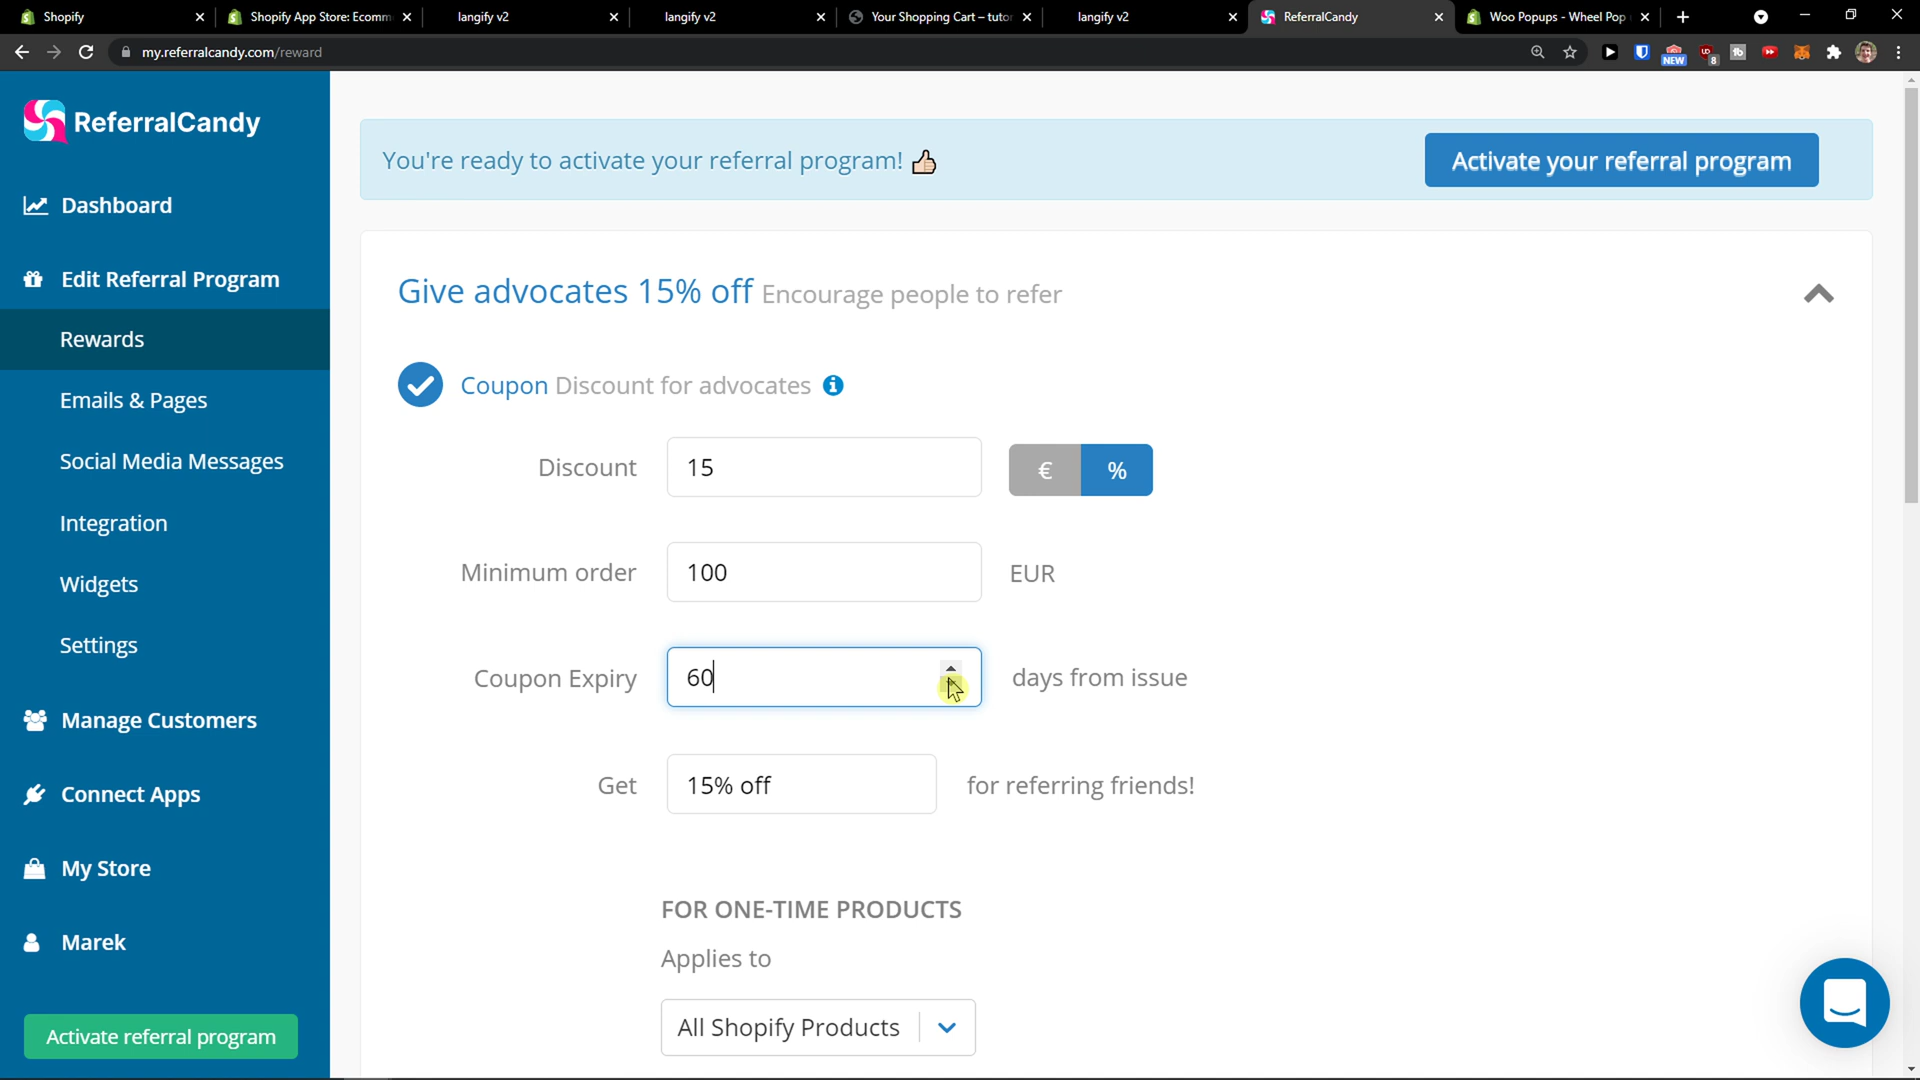 Shopify
Shopify App Store: Ecomm
langify v2
langify v2
Your Shopping Cart – tuto
langify v2
ReferralCandy
Woo Popups - Wheel Pop
my.referralcandy.com/reward
NEW
8
ReferralCandy
Dashboard
Edit Referral Program
Rewards
Emails & Pages
Social Media Messages
Integration
Widgets
Settings
Manage Customers
Connect Apps
My Store
Marek
Activate referral program
You're ready to activate your referral program!
Activate your referral program
Give advocates 15% off Encourage people to refer
Coupon Discount for advocates
Discount 15 € %
Minimum order 100 EUR
Coupon Expiry 60 days from issue
Get 15% off for referring friends!
FOR ONE-TIME PRODUCTS
Applies to
All Shopify Products